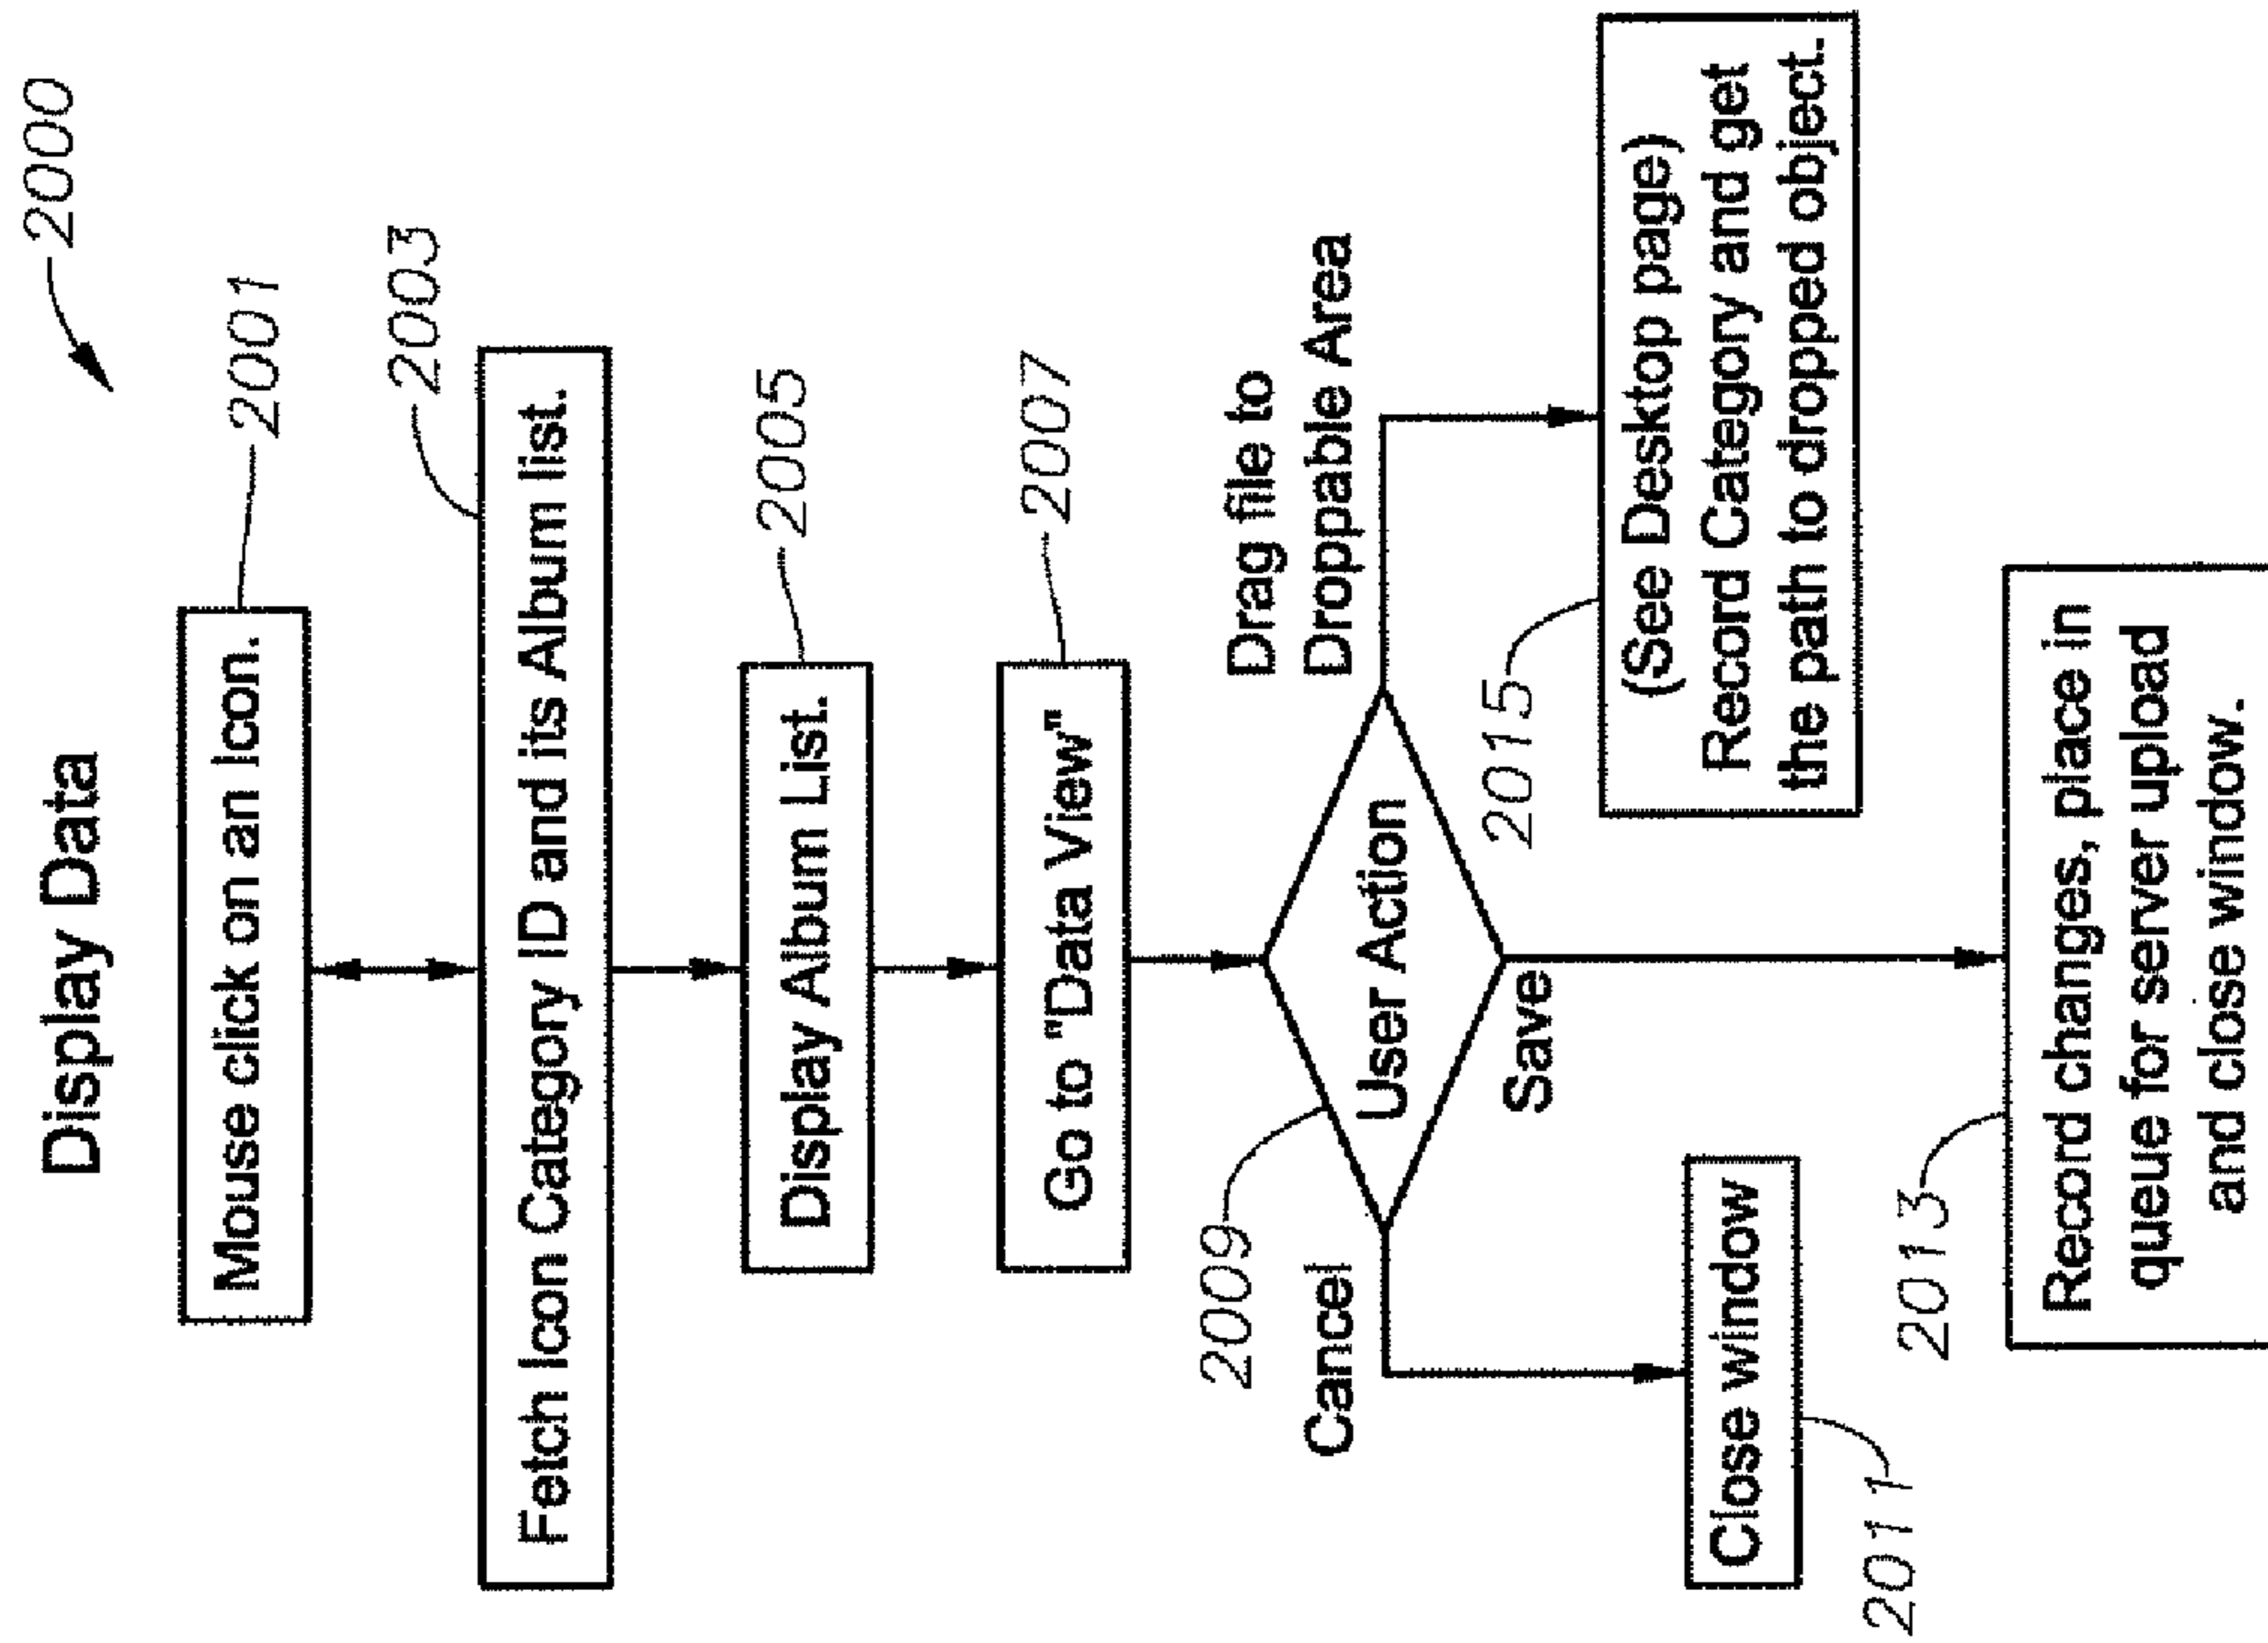 Display Data
2000
Mouse click on an Icon.
2001
Fetch Icon Category ID and its Album list.
2003
Display Album List.
2005
Go to "Data View"
2007
2009
User Action
Cancel
Save
Drag file to
Droppable Area
Close window
2011
2015
(See Desktop page)
Record Category and get
the path to dropped object.
2013
Record changes, place in
queue for server upload
and close window.